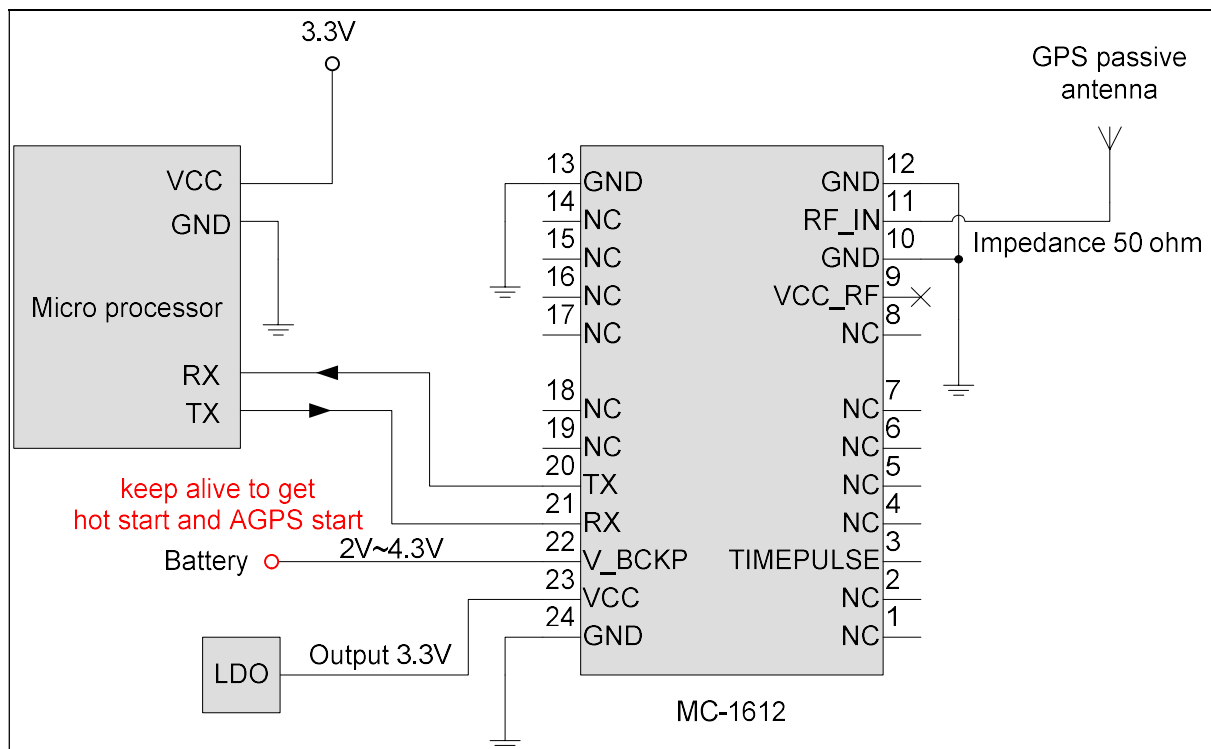 3.3V
GPS passive
antenna
VCC
GND
Micro processor
RX
TX
keep alive to get
hot start and AGPS start
Battery
2V~4.3V
LDO
Output 3.3V
13 GND
14 NC
15 NC
16 NC
17 NC
18 NC
19 NC
20 TX
21 RX
22 V_BCKP
23 VCC
24 GND
GND 12
RF_IN 11
GND 10
VCC_RF 9
NC 8
NC 7
NC 6
NC 5
NC 4
TIMEPULSE 3
NC 2
NC 1
Impedance 50 ohm
MC-1612